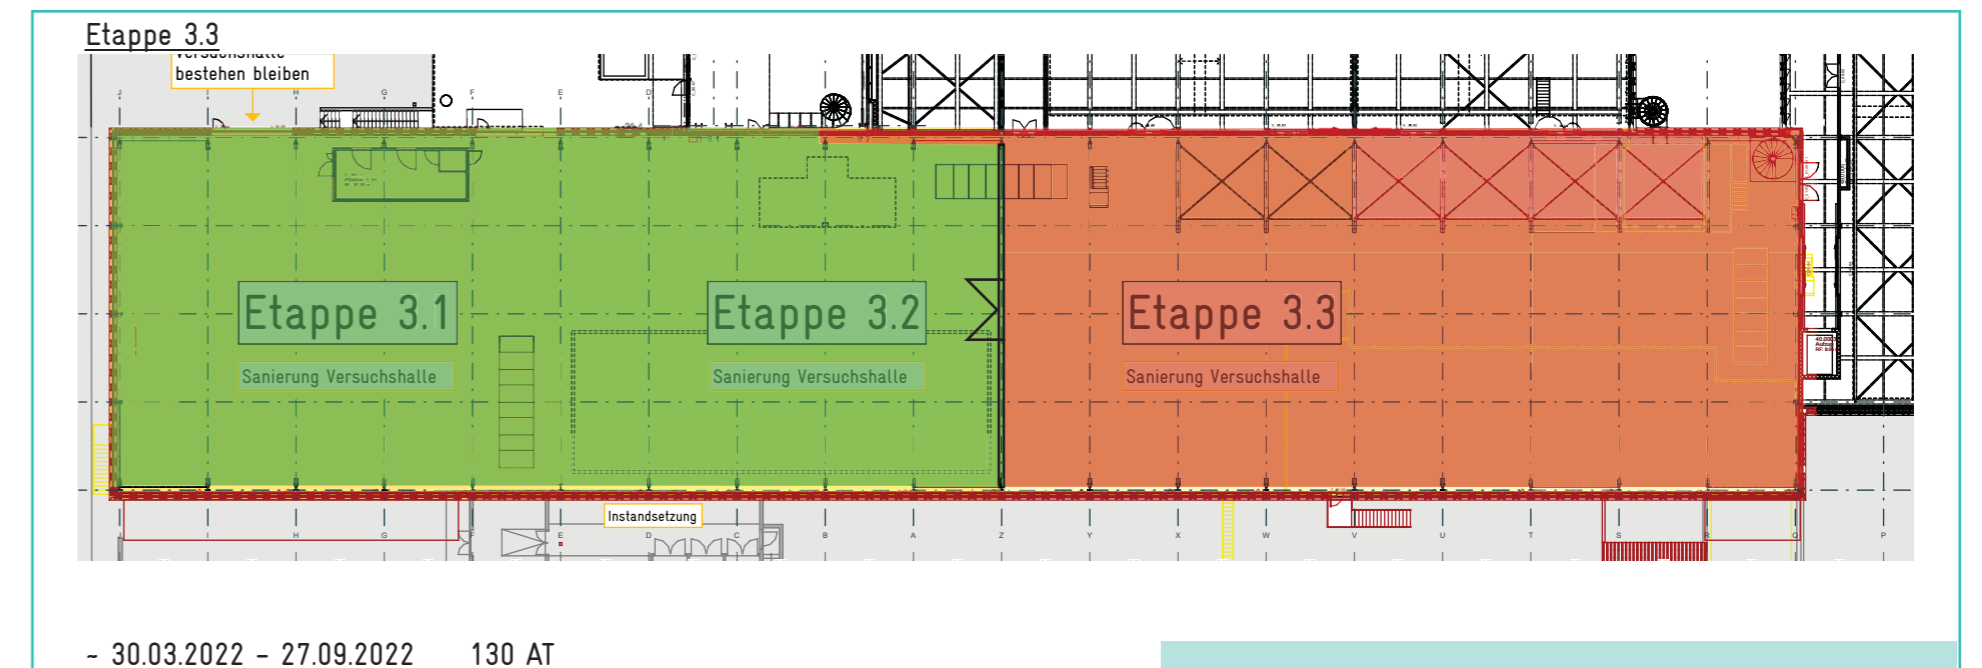 Etappe 3.3
Versuchshalle
bestehen bleiben
J I H G F E D
Etappe 3.1
Etappe 3.2
Etappe 3.3
Sanierung Versuchshalle
Sanierung Versuchshalle
Sanierung Versuchshalle
Instandsetzung
I H G F E D C B A Z Y X W V U T S R Q P
~ 30.03.2022 - 27.09.2022 130 AT